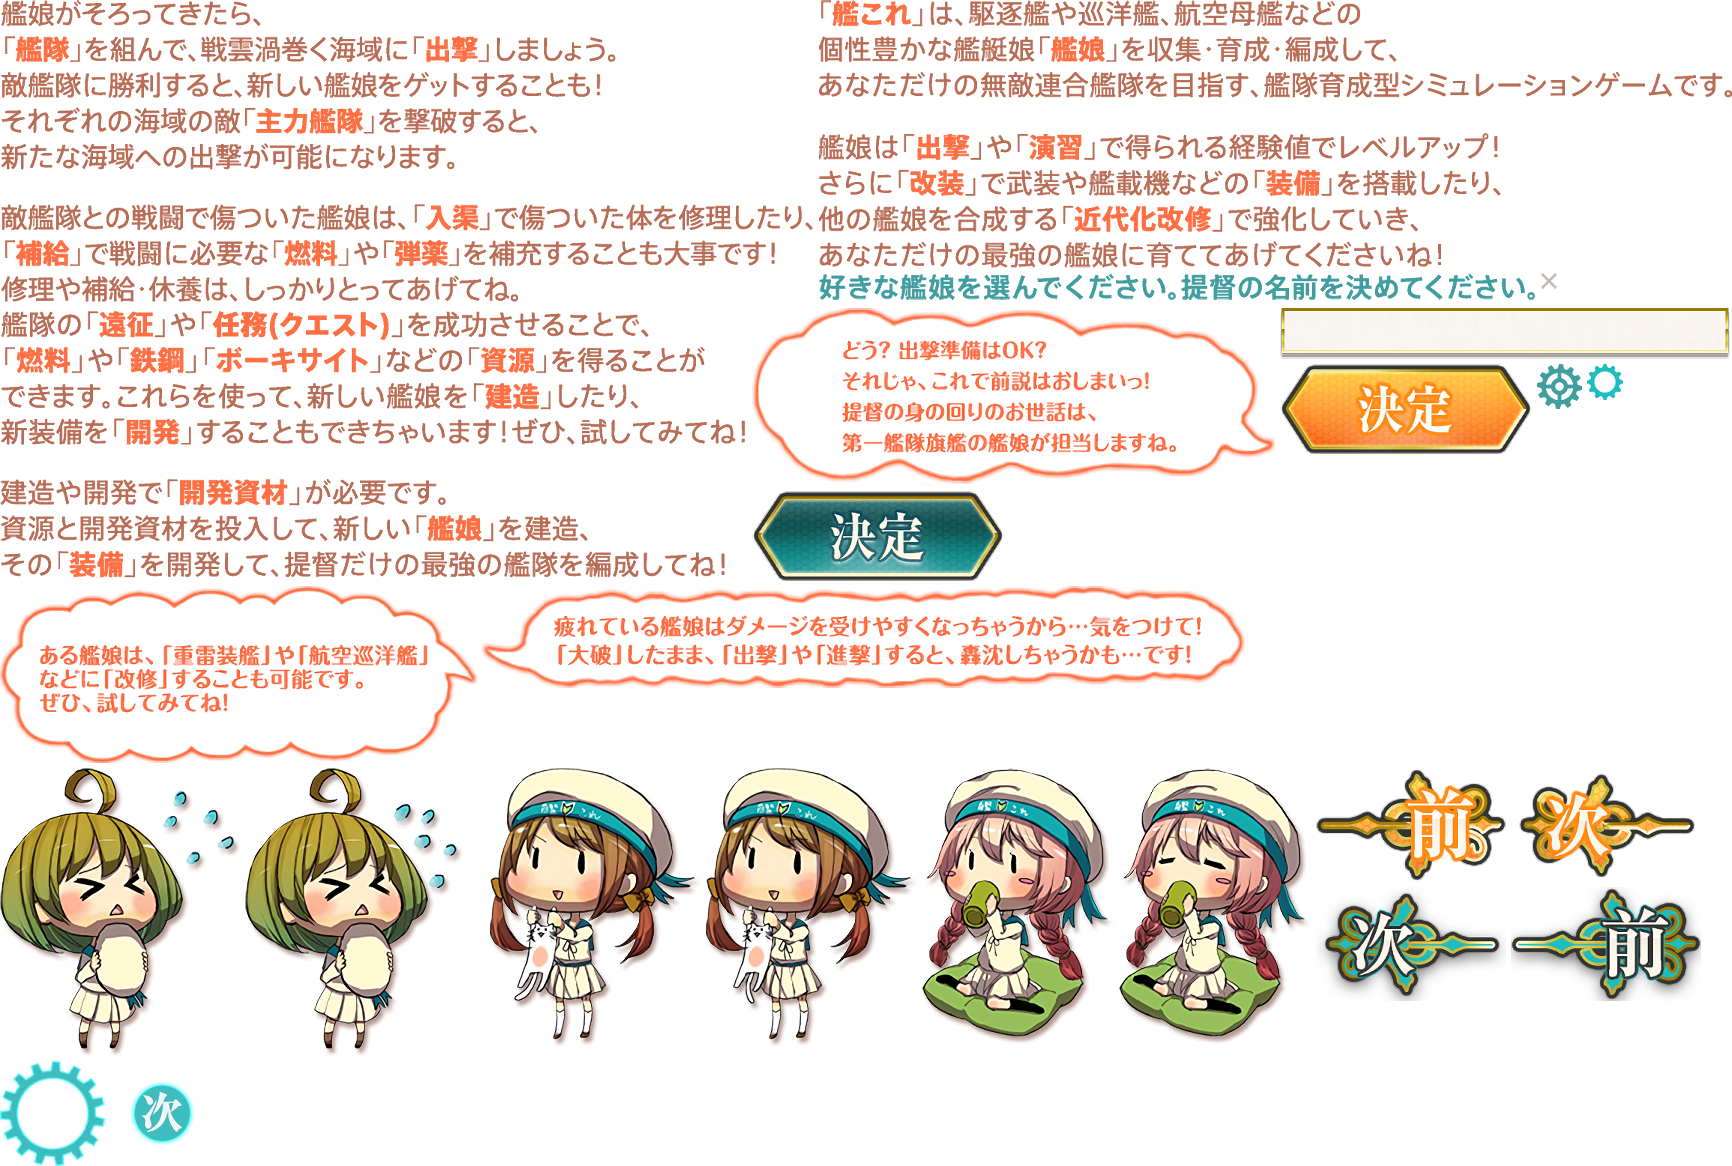 艦娘がそろってきたら、
「艦隊」を組んで、戦雲渦巻く海域に「出撃」しましょう。
敵艦隊に勝利すると、新しい艦娘をゲットすることも！
それぞれの海域の敵「主力艦隊」を撃破すると、
新たな海域への出撃が可能になります。
敵艦隊との戦闘で傷ついた艦娘は、「入渠」で傷ついた体を修理したり、
「補給」で戦闘に必要な「燃料」や「弾薬」を補充することも大事です！
修理や補給・休養は、しっかりとってあげてね。
艦隊の「遠征」や「任務(クエスト)」を成功させることで、
「燃料」や「鉄鋼」「ボーキサイト」などの「資源」を得ることが
できます。これらを使って、新しい艦娘を「建造」したり、
新装備を「開発」することもできちゃいます！ぜひ、試してみてね！
建造や開発で「開発資材」が必要です。
資源と開発資材を投入して、新しい「艦娘」を建造、
その「装備」を開発して、提督だけの最強の艦隊を編成してね！
「艦これ」は、駆逐艦や巡洋艦、航空母艦などの
個性豊かな艦艇娘「艦娘」を収集・育成・編成して、
あなただけの無敵連合艦隊を目指す、艦隊育成型シミュレーションゲームです。
艦娘は「出撃」や「演習」で得られる経験値でレベルアップ！
さらに「改装」で武装や艦載機などの「装備」を搭載したり、
他の艦娘を合成する「近代化改修」で強化していき、
あなただけの最強の艦娘に育ててあげてくださいね！
好きな艦娘を選んでください。提督の名前を決めてください。×
どう？ 出撃準備はOK？
それじゃ、これで前説はおしまいっ！
提督の身の回りのお世話は、
第一艦隊旗艦の艦娘が担当しますね。
決定
決定
ある艦娘は、「重雷装艦」や「航空巡洋艦」
などに「改修」することも可能です。
ぜひ、試してみてね！
疲れている艦娘はダメージを受けやすくなっちゃうから…気をつけて！
「大破」したまま、「出撃」や「進撃」すると、轟沈しちゃうかも…です！
艦これ
艦これ
艦これ
艦これ
前
次
次
前
次